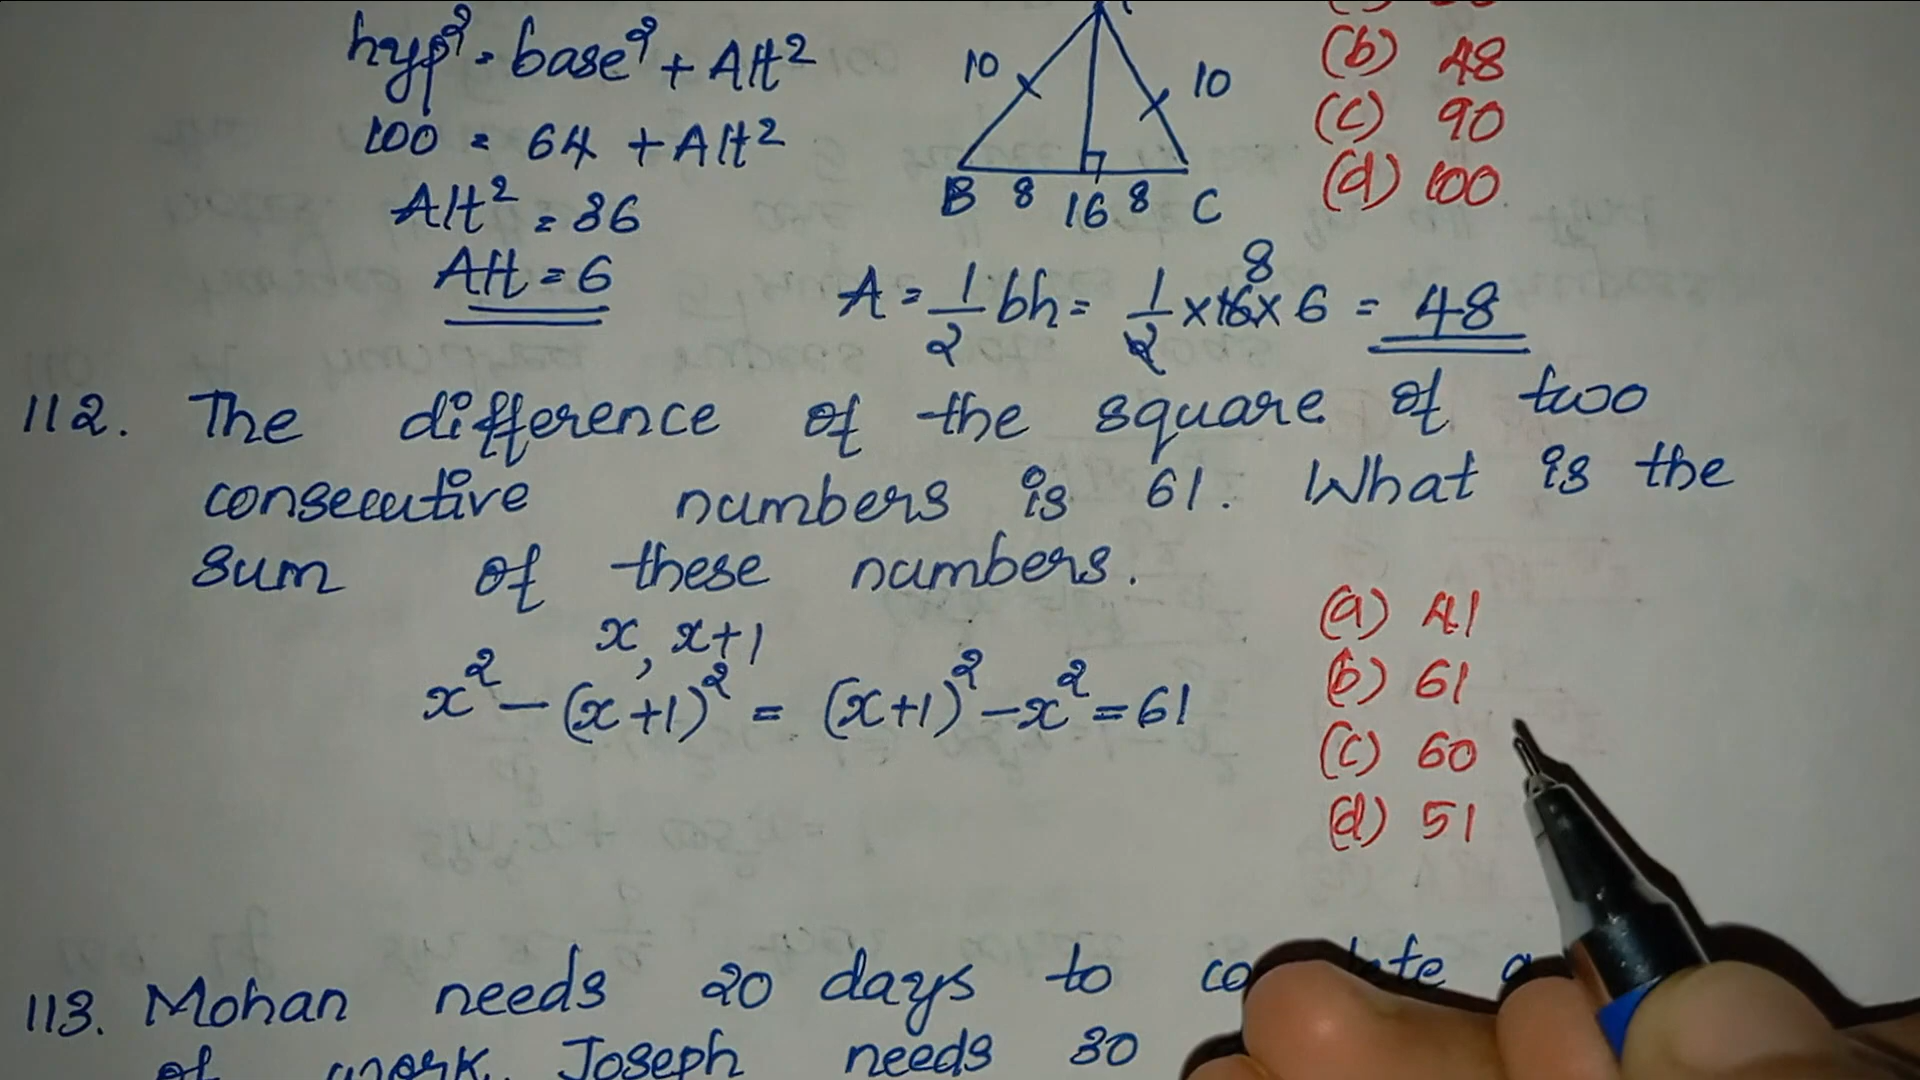 hyp² = base² + Alt²
100 = 64 + Alt²
Alt² = 36
Alt = 6
10 10
B 8 16 8 C
(b) 48
(c) 90
(d) 100
A = 1/2 bh = 1/2 × 16 × 6 = 48
8
112. The difference of the square of two
consecutive numbers is 61. What is the
sum of these numbers.
x, x+1
x² - (x+1)² = (x+1)² - x² = 61
(a) 41
(b) 61
(c) 60
(d) 51
113. Mohan needs 20 days to
of work. Joseph needs 30